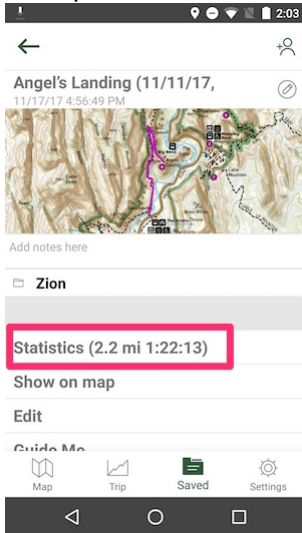 2:03
Angel's Landing (11/11/17,
11/17/17 4:56:49 PM
Add notes here
Zion
Statistics (2.2 mi 1:22:13)
Show on map
Edit
Guide Me
Map Trip Saved Settings